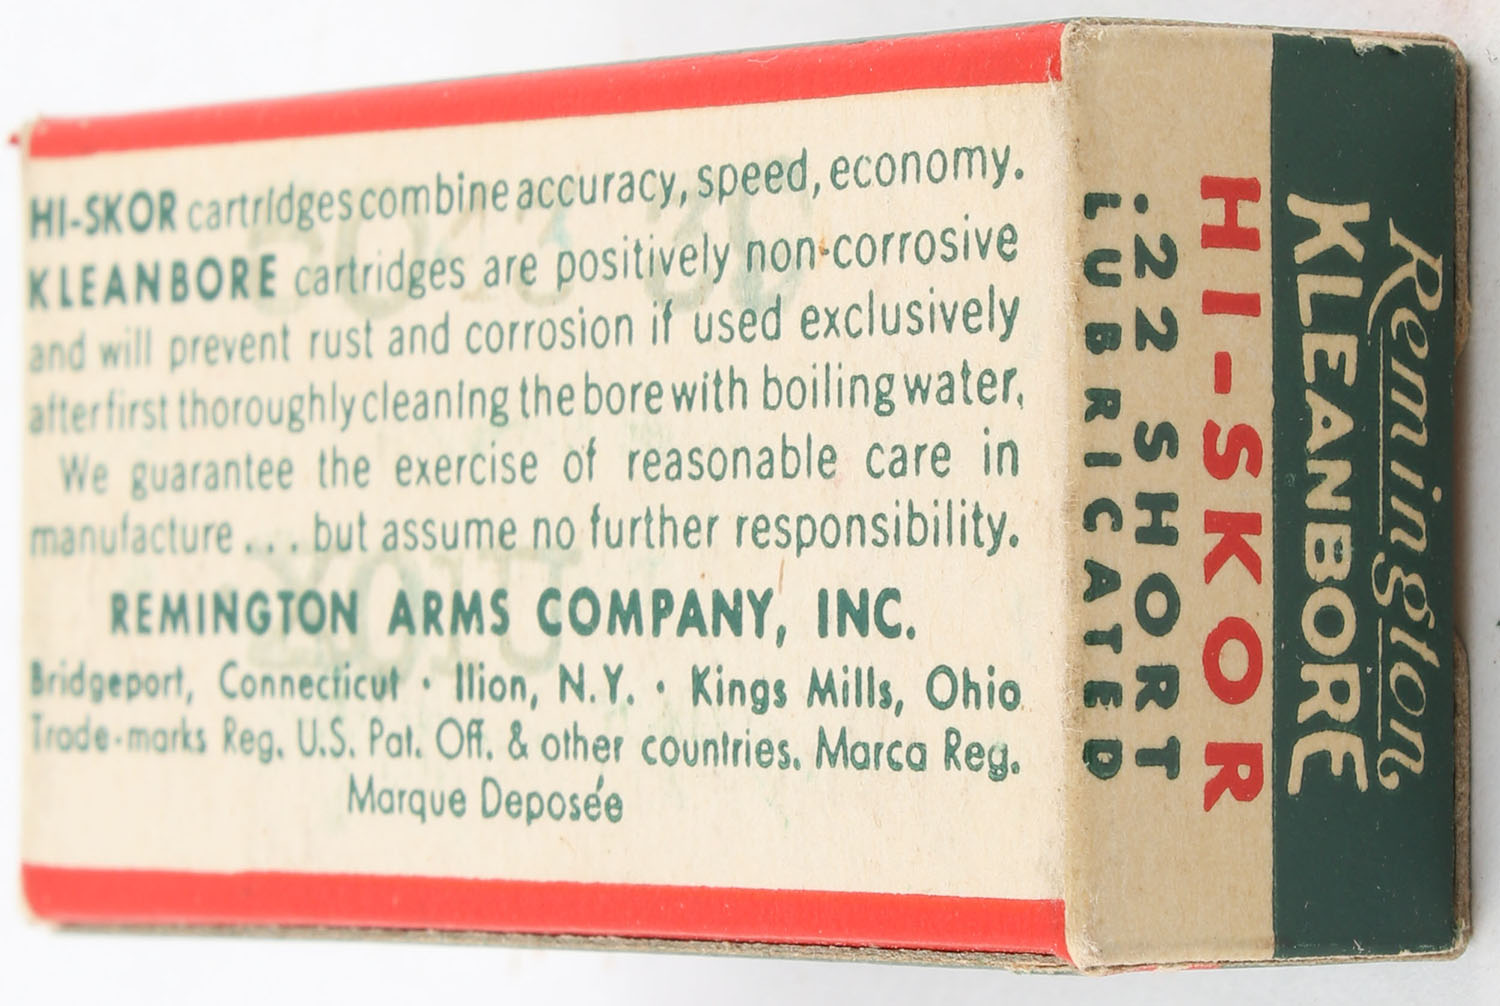 HI-SKOR cartridges combine accuracy, speed, economy.
KLEANBORE cartridges are positively non-corrosive
and will prevent rust and corrosion if used exclusively
after first thoroughly cleaning the bore with boiling water.
We guarantee the exercise of reasonable care in
manufacture . . . but assume no further responsibility.
REMINGTON ARMS COMPANY, INC.
Bridgeport, Connecticut · Ilion, N.Y. · Kings Mills, Ohio
Trade-marks Reg. U.S. Pat. Off. & other countries. Marca Reg.
Marque Deposée
Remington
KLEANBORE
HI-SKOR
.22 SHORT
LUBRICATED